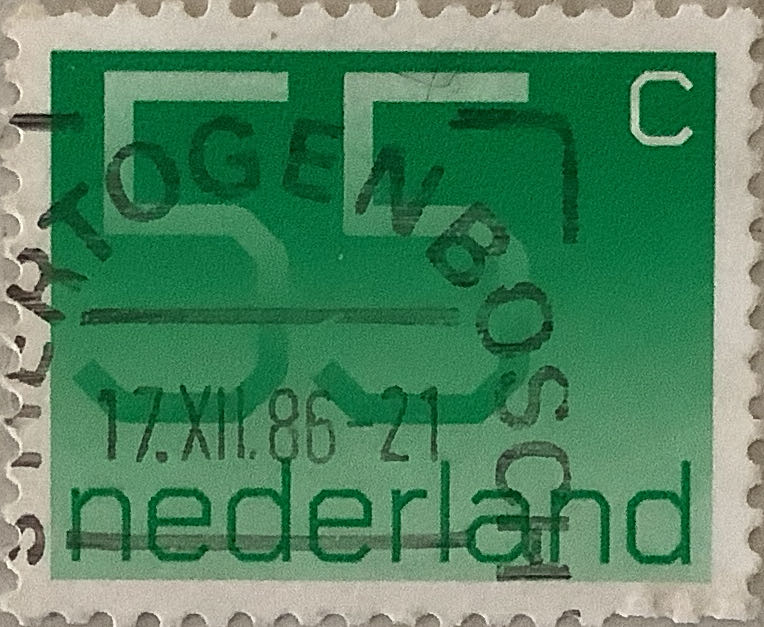 55 C
'S HERTOGENBOSCH
17.XII.86-21
nederland